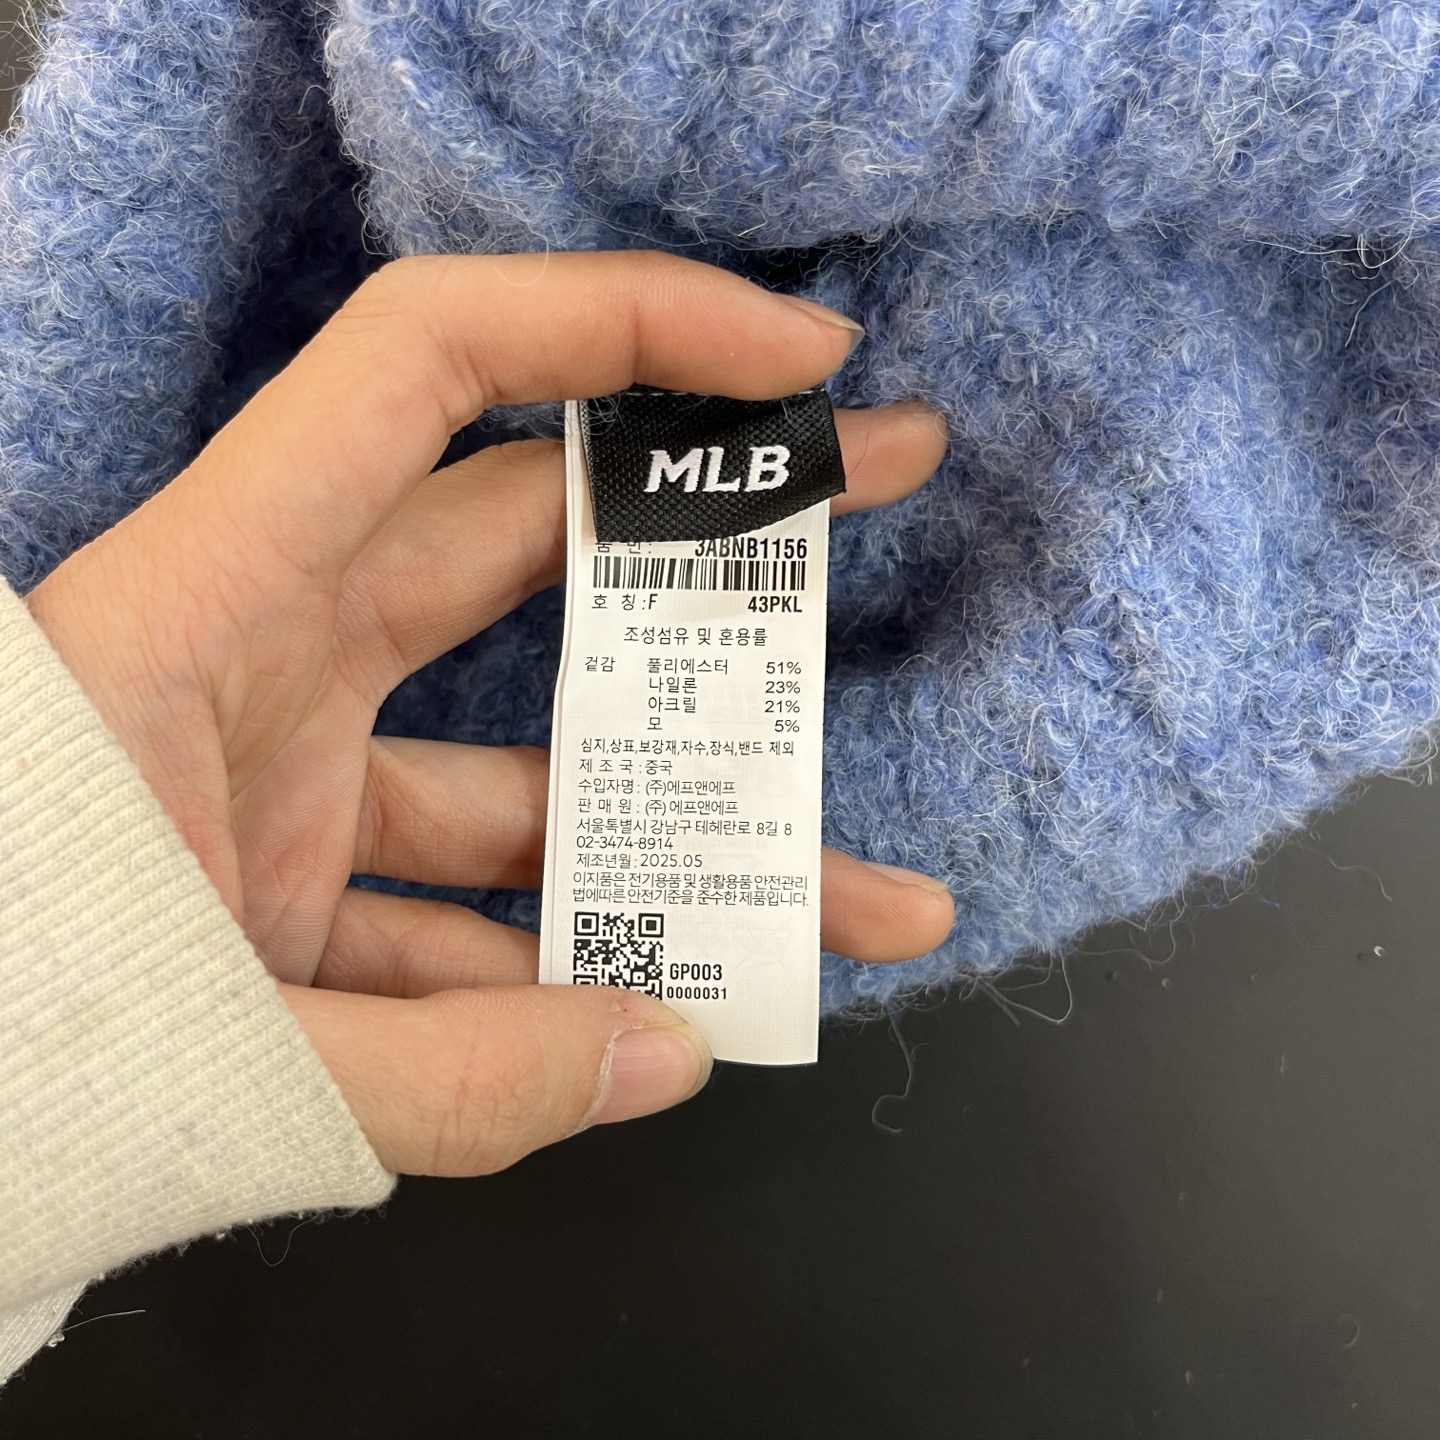 MLB
품 번: 3ABNB1156
호 칭:F 43PKL
조성섬유 및 혼용률
겉감 폴리에스터 51%
나일론 23%
아크릴 21%
모 5%
심지,상표,보강재,자수,장식,밴드 제외
제 조 국 : 중국
수입자명 : (주)에프앤에프
판 매 원 : (주)에프앤에프
서울특별시 강남구 테헤란로 8길 8
02-3474-8914
제조년월 : 2025.05
이지품은 전기용품 및 생활용품 안전관리
법에따른 안전기준을 준수한 제품입니다.
GP003
0000031